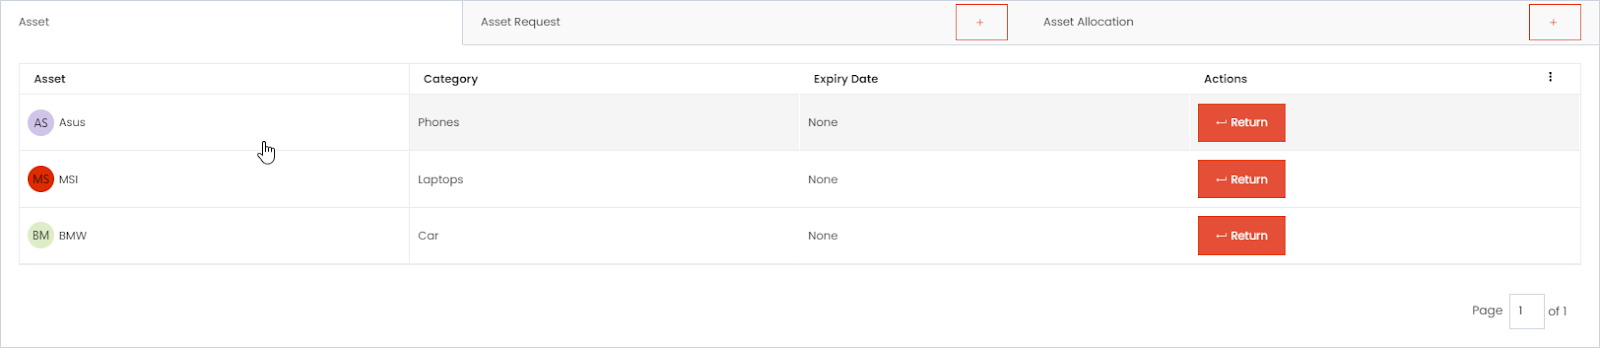 Asset Asset Request + Asset Allocation +
Asset Category Expiry Date Actions
AS Asus Phones None Return
MS MSI Laptops None Return
BM BMW Car None Return
Page 1 of 1